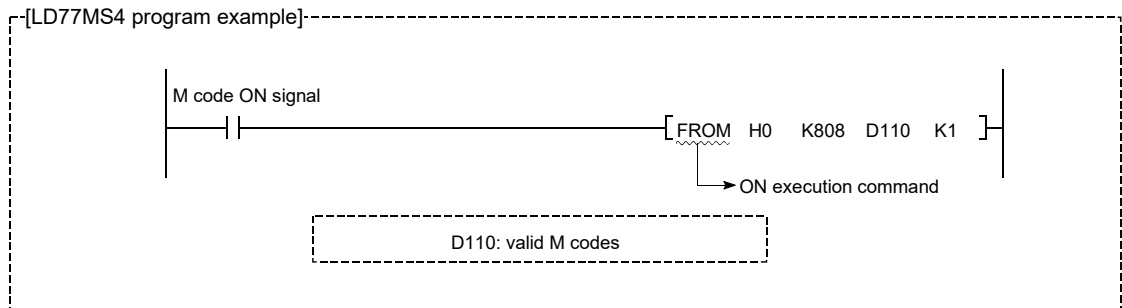 [LD77MS4 program example]
M code ON signal
FROM H0 K808 D110 K1
ON execution command
D110: valid M codes